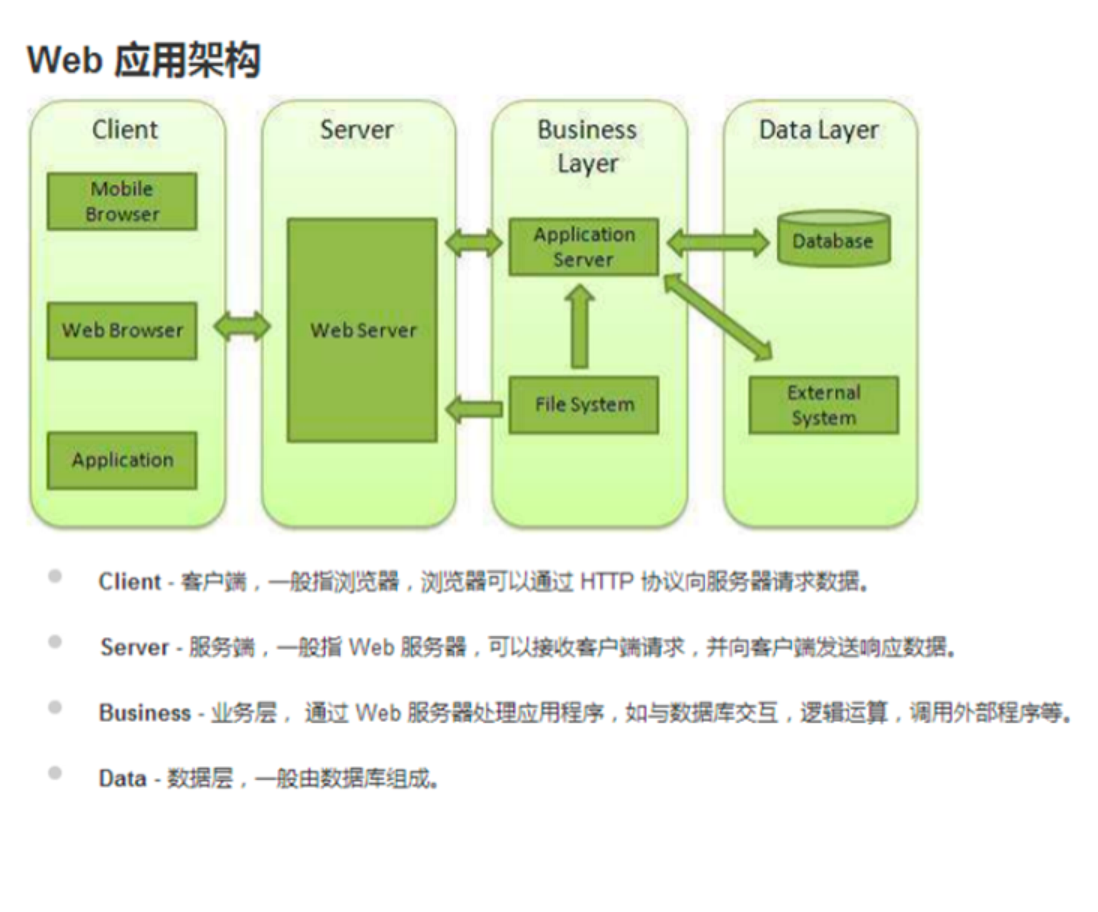 Web 应用架构
Client
Mobile
Browser
Web Browser
Application
Server
Web Server
Business
Layer
Application
Server
File System
Data Layer
Database
External
System
Client - 客户端，一般指浏览器，浏览器可以通过 HTTP 协议向服务器请求数据。
Server - 服务端，一般指 Web 服务器，可以接收客户端请求，并向客户端发送响应数据。
Business - 业务层， 通过 Web 服务器处理应用程序，如与数据库交互，逻辑运算，调用外部程序等。
Data - 数据层，一般由数据库组成。